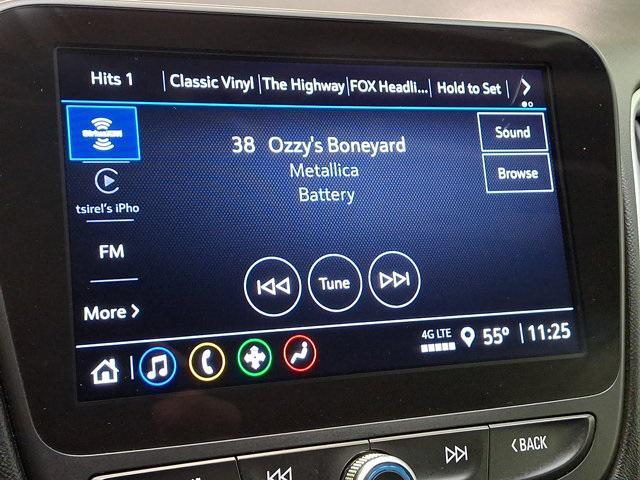 Hits 1 Classic Vinyl The Highway FOX Headli... Hold to Set
SiriusXM
38 Ozzy's Boneyard
Sound
Metallica
Browse
Battery
tsirel's iPho
FM
Tune
More
4G LTE 55° 11:25
BACK